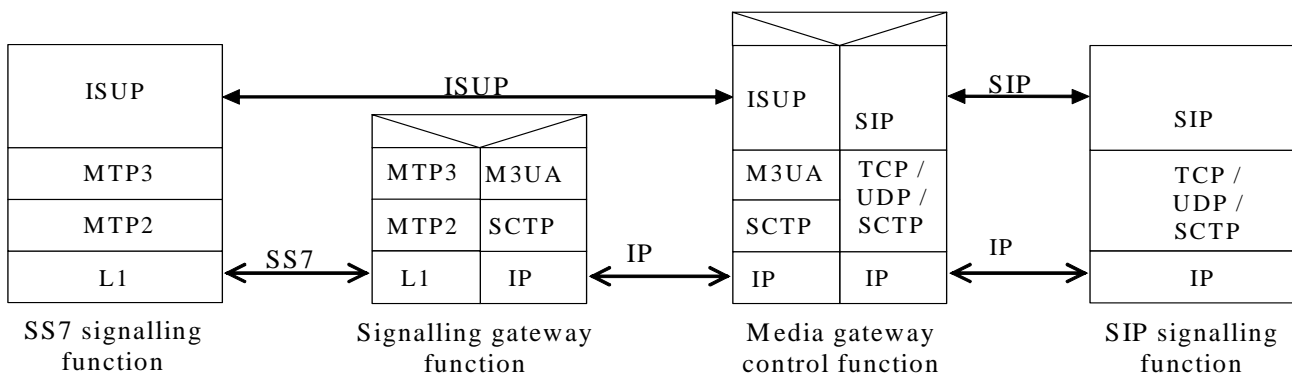 ISUP
MTP3
MTP2
L1
SS7 signalling
function
ISUP
SS7
MTP3
M3UA
MTP2
SCTP
L1
IP
Signalling gateway
function
IP
ISUP
SIP
M3UA
SCTP
TCP /
UDP /
SCTP
IP
IP
Media gateway
control function
SIP
IP
SIP
TCP /
UDP /
SCTP
IP
SIP signalling
function